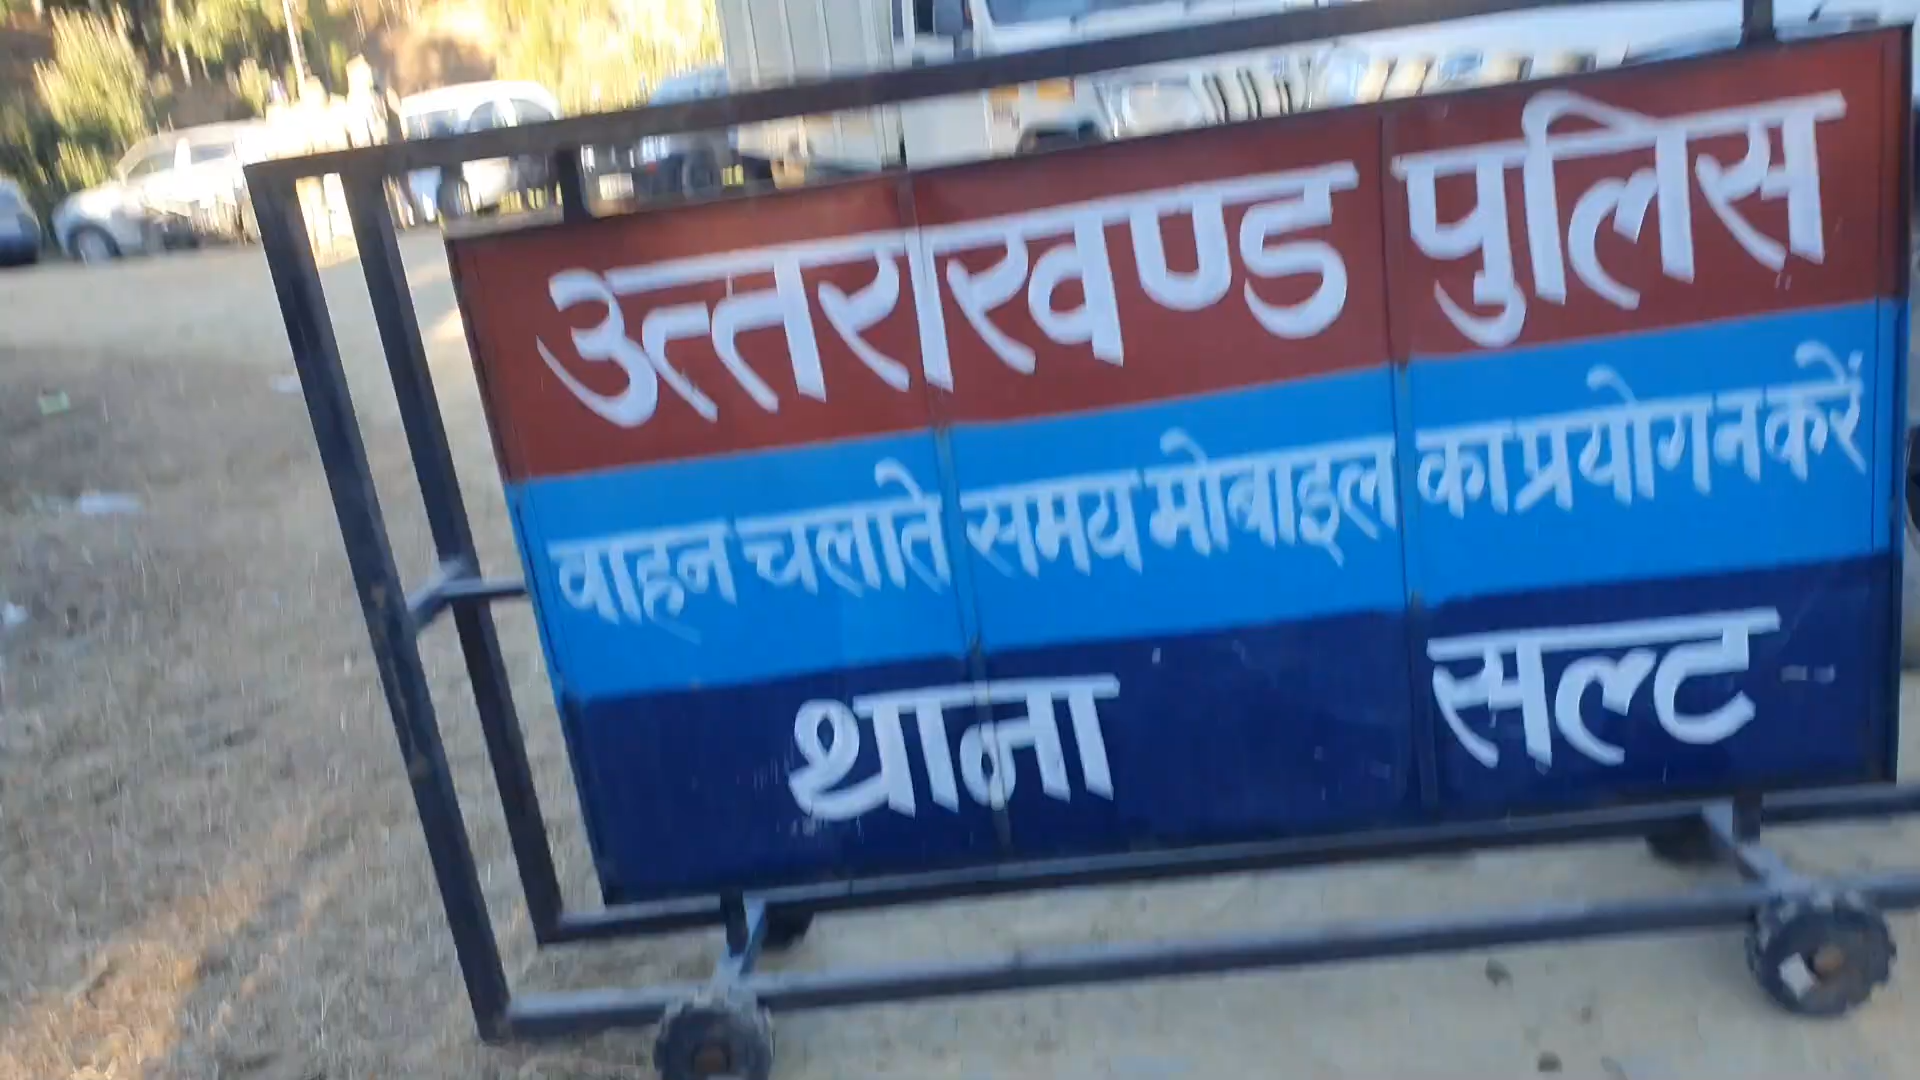 उत्तराखण्ड पुलिस
वाहन चलाते समय मोबाइल का प्रयोग न करें
थाना सल्ट